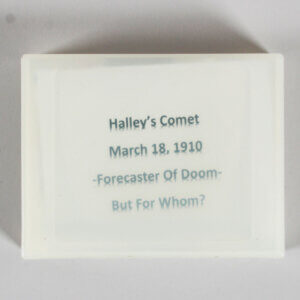 Halley's Comet
March 18, 1910
-Forecaster Of Doom-
But For Whom?